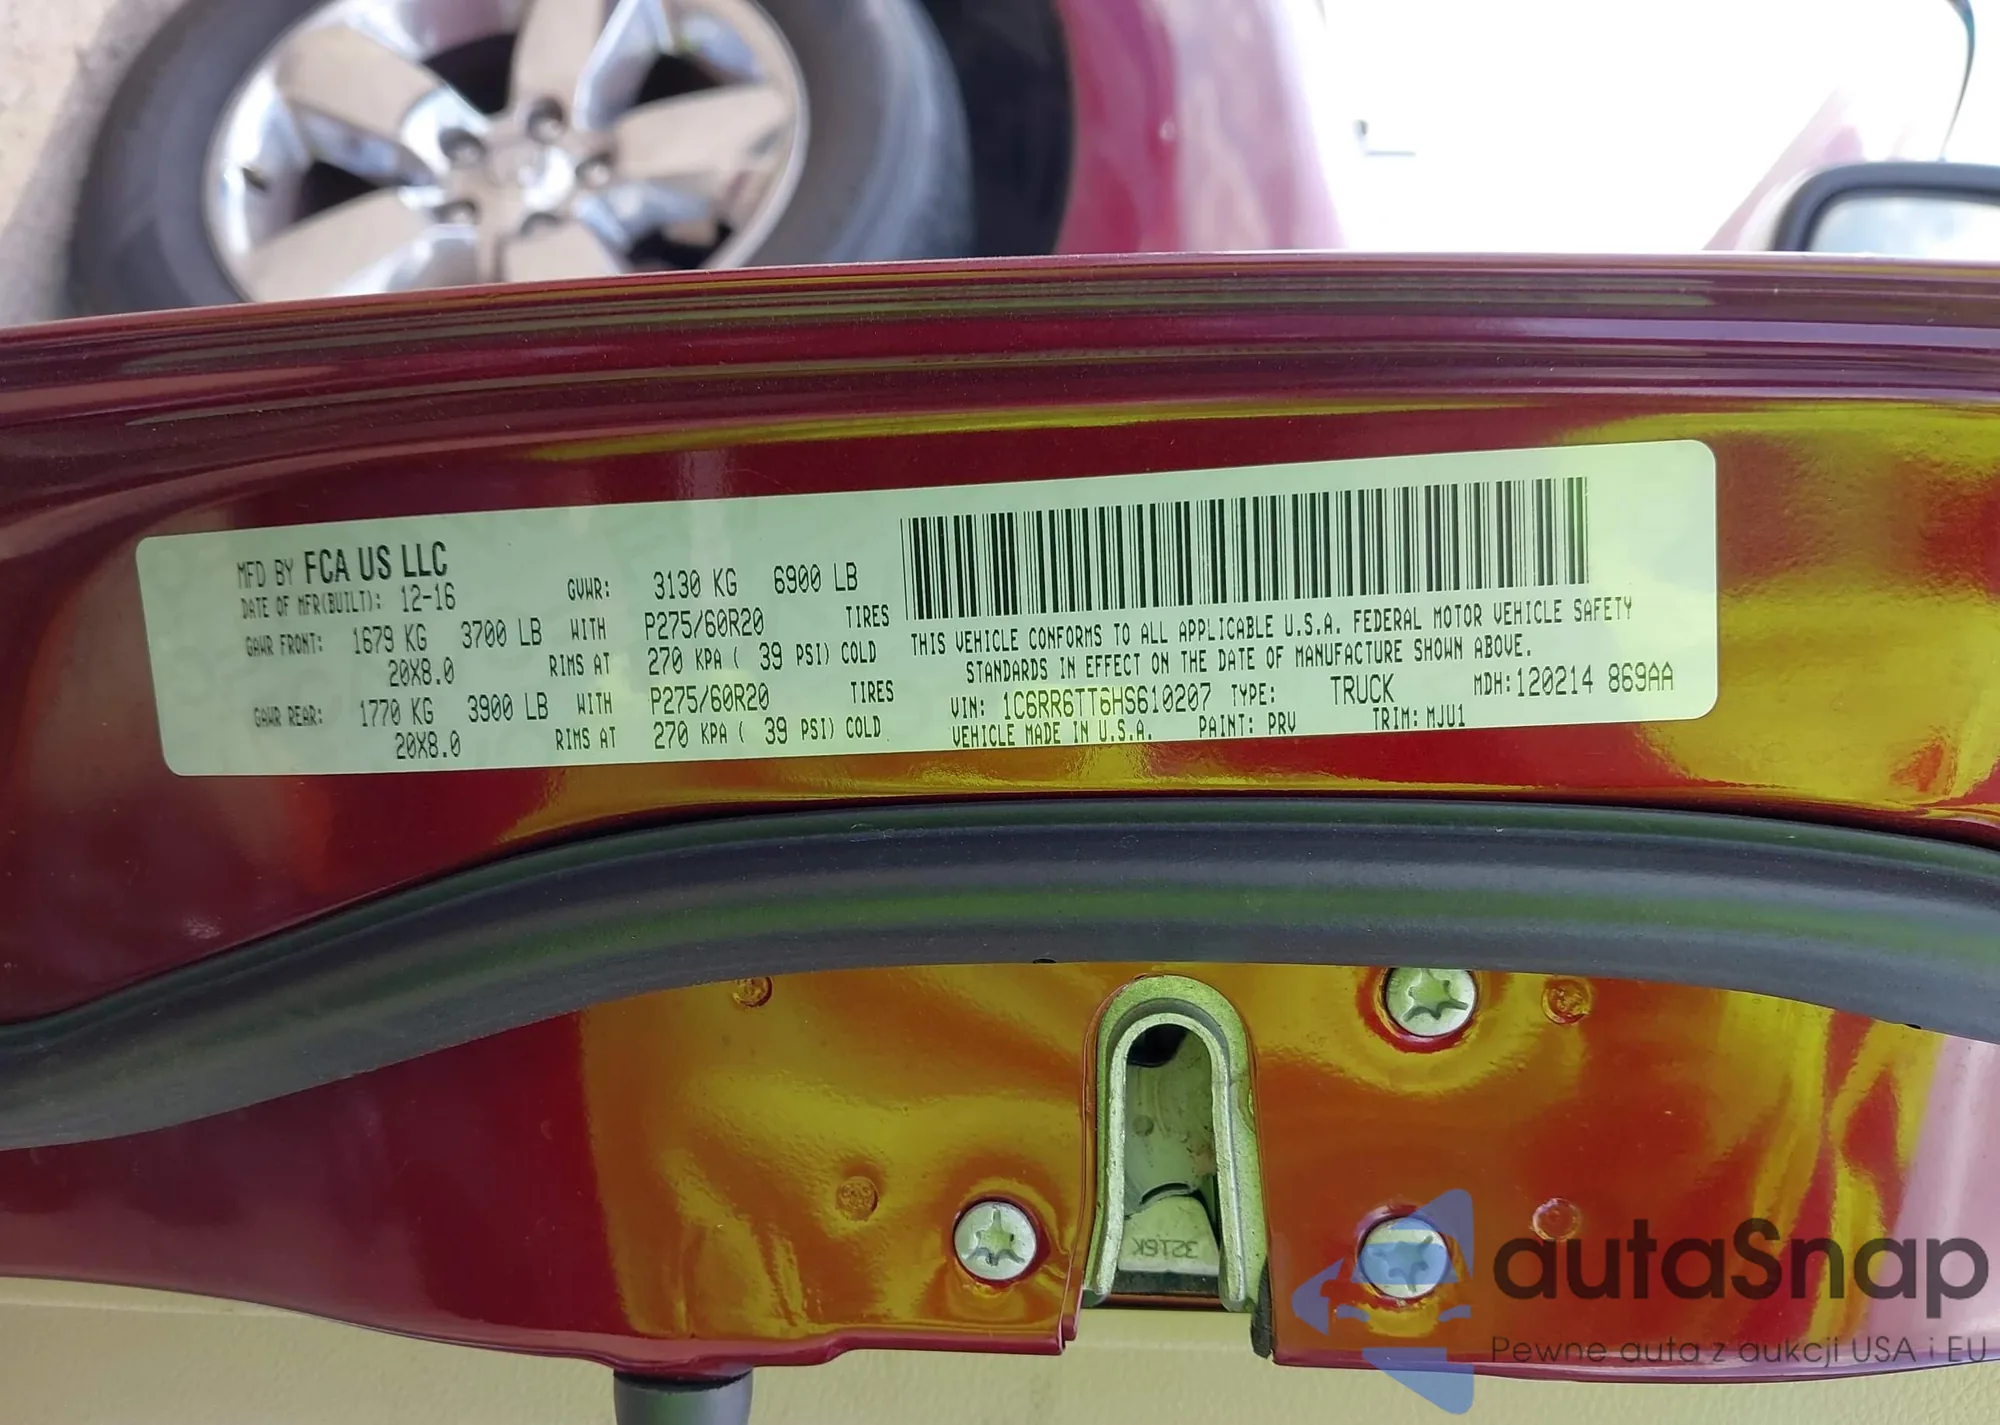 MFD BY FCA US LLC
DATE OF MFR(BUILT): 12-16 GVWR: 3130 KG 6900 LB
GAWR FRONT: 1679 KG 3700 LB WITH P275/60R20 TIRES
20X8.0 RIMS AT 270 KPA ( 39 PSI) COLD
GAWR REAR: 1770 KG 3900 LB WITH P275/60R20 TIRES
20X8.0 RIMS AT 270 KPA ( 39 PSI) COLD
THIS VEHICLE CONFORMS TO ALL APPLICABLE U.S.A. FEDERAL MOTOR VEHICLE SAFETY
STANDARDS IN EFFECT ON THE DATE OF MANUFACTURE SHOWN ABOVE.
VIN: 1C6RR6TT6HS610207 TYPE: TRUCK MDH:120214 869AA
VEHICLE MADE IN U.S.A. PAINT: PRV TRIM: MJU1
3216K
autaSnap
Pewne auta z aukcji USA i EU